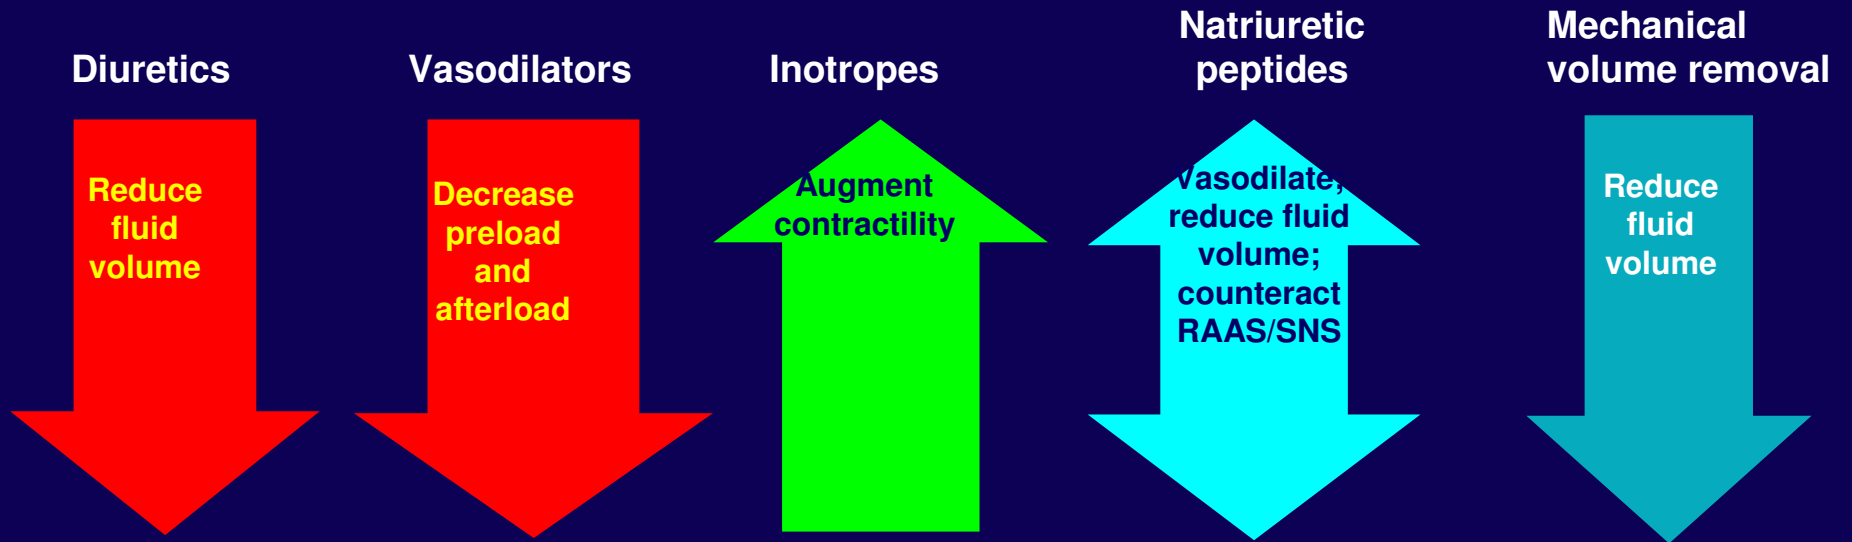 Diuretics
Reduce
fluid
volume
Vasodilators
Decrease
preload
and
afterload
Inotropes
Augment
contractility
Natriuretic
peptides
Vasodilate;
reduce fluid
volume;
counteract
RAAS/SNS
Mechanical
volume removal
Reduce
fluid
volume